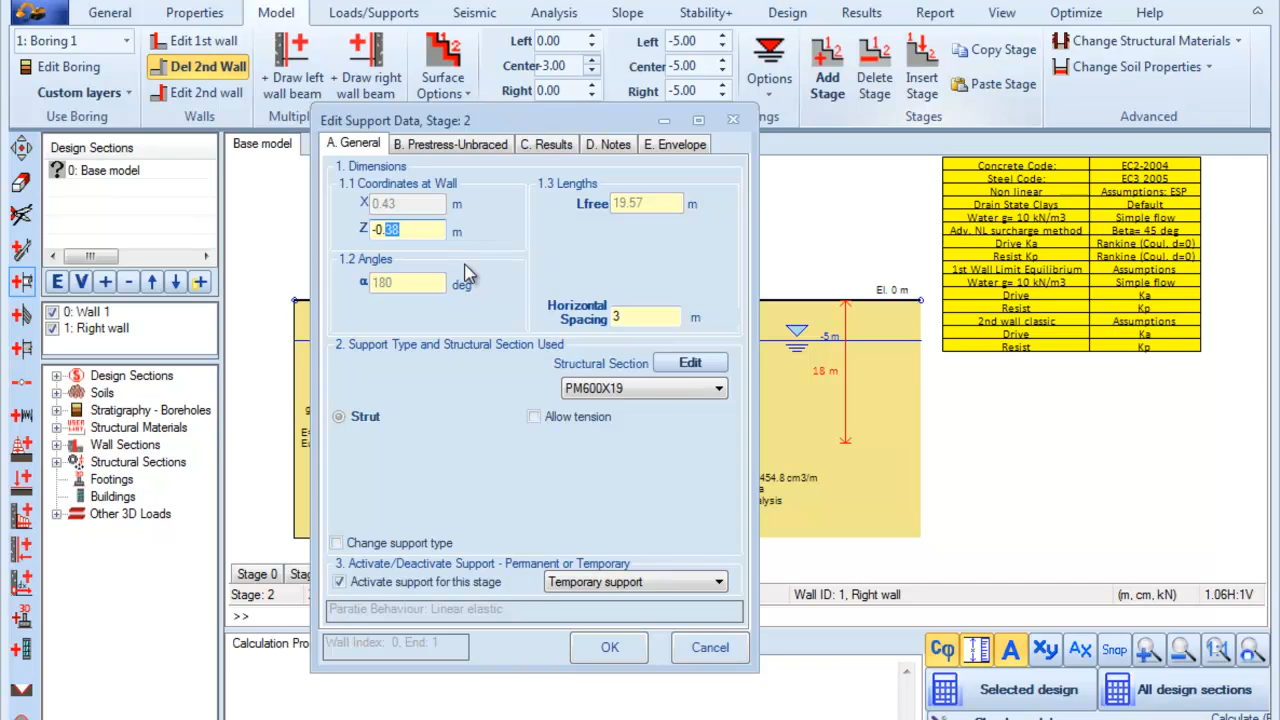 General Properties Model Loads/Supports Seismic Analysis Slope Stability+ Design Results Report View Optimize Help
1: Boring 1
Edit Boring
Custom layers
Use Boring
Edit 1st wall
Del 2nd Wall
Edit 2nd wall
Walls
+ Draw left wall beam
+ Draw right wall beam
Surface Options
Left 0.00
Center -3.00
Right 0.00
Left -5.00
Center -5.00
Right -5.00
Options
Add Stage
Delete Stage
Insert Stage
Copy Stage
Paste Stage
Stages
Change Structural Materials
Change Soil Properties
Advanced
Design Sections
0: Base model
E V + - +
0: Wall 1
1: Right wall
Design Sections
Soils
Stratigraphy - Boreholes
Structural Materials
Wall Sections
Structural Sections
Footings
Buildings
Other 3D Loads
Base model
Edit Support Data, Stage: 2
A. General B. Prestress-Unbraced C. Results D. Notes E. Envelope
1. Dimensions
1.1 Coordinates at Wall
X 0.43 m
Z -0.38 m
1.2 Angles
α 180 deg
1.3 Lengths
Lfree 19.57 m
Horizontal Spacing 3 m
2. Support Type and Structural Section Used
Structural Section Edit
PM600X19
Strut
Allow tension
Change support type
3. Activate/Deactivate Support - Permanent or Temporary
Activate support for this stage Temporary support
Paratie Behaviour: Linear elastic
Wall Index: 0, End: 1
OK Cancel
Concrete Code: EC2-2004
Steel Code: EC3 2005
Non linear Assumptions: ESP
Drain State Clays Default
Water g= 10 kN/m3 Simple flow
Adv. NL surcharge method Beta= 45 deg
Drive Ka Rankine (Coul, d=0)
Resist Kp Rankine (Coul, d=0)
1st Wall Limit Equilibrium Assumptions
Water g= 10 kN/m3 Simple flow
Drive Ka
Resist Kp
2nd wall classic Assumptions
Drive Ka
Resist Kp
El. 0 m
-5 m
18 m
454.8 cm3/m
Stage 0
Stage: 2
Wall ID: 1, Right wall
(m, cm, kN) 1.06H:1V
>>
Cφ A Xy Ax Snap 1:1
Selected design
All design sections
3D